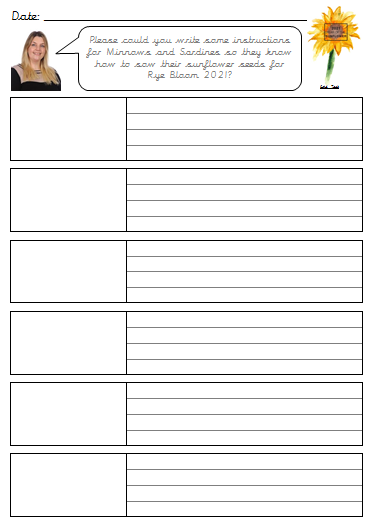 Date:
Please could you write some instructions
for Minnows and Sardines so they know
how to sow their sunflower seeds for
Rye Bloom 2021?